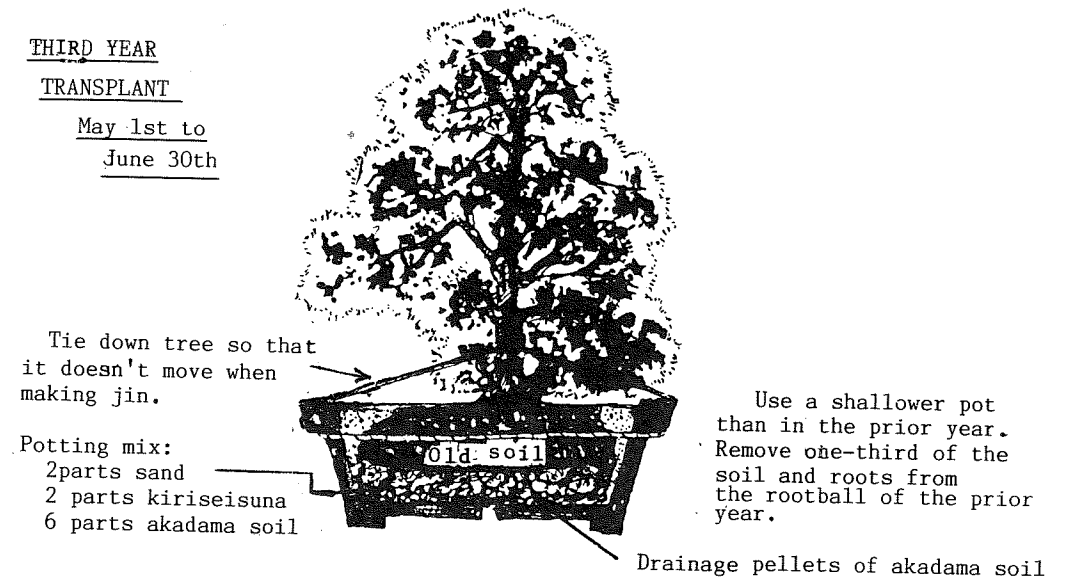 THIRD YEAR
TRANSPLANT
May 1st to
June 30th
Tie down tree so that
it doesn't move when
making jin.
Potting mix:
2parts sand
2 parts kiriseisuna
6 parts akadama soil
Old soil
Use a shallower pot
than in the prior year.
Remove one-third of the
soil and roots from
the rootball of the prior
year.
Drainage pellets of akadama soil